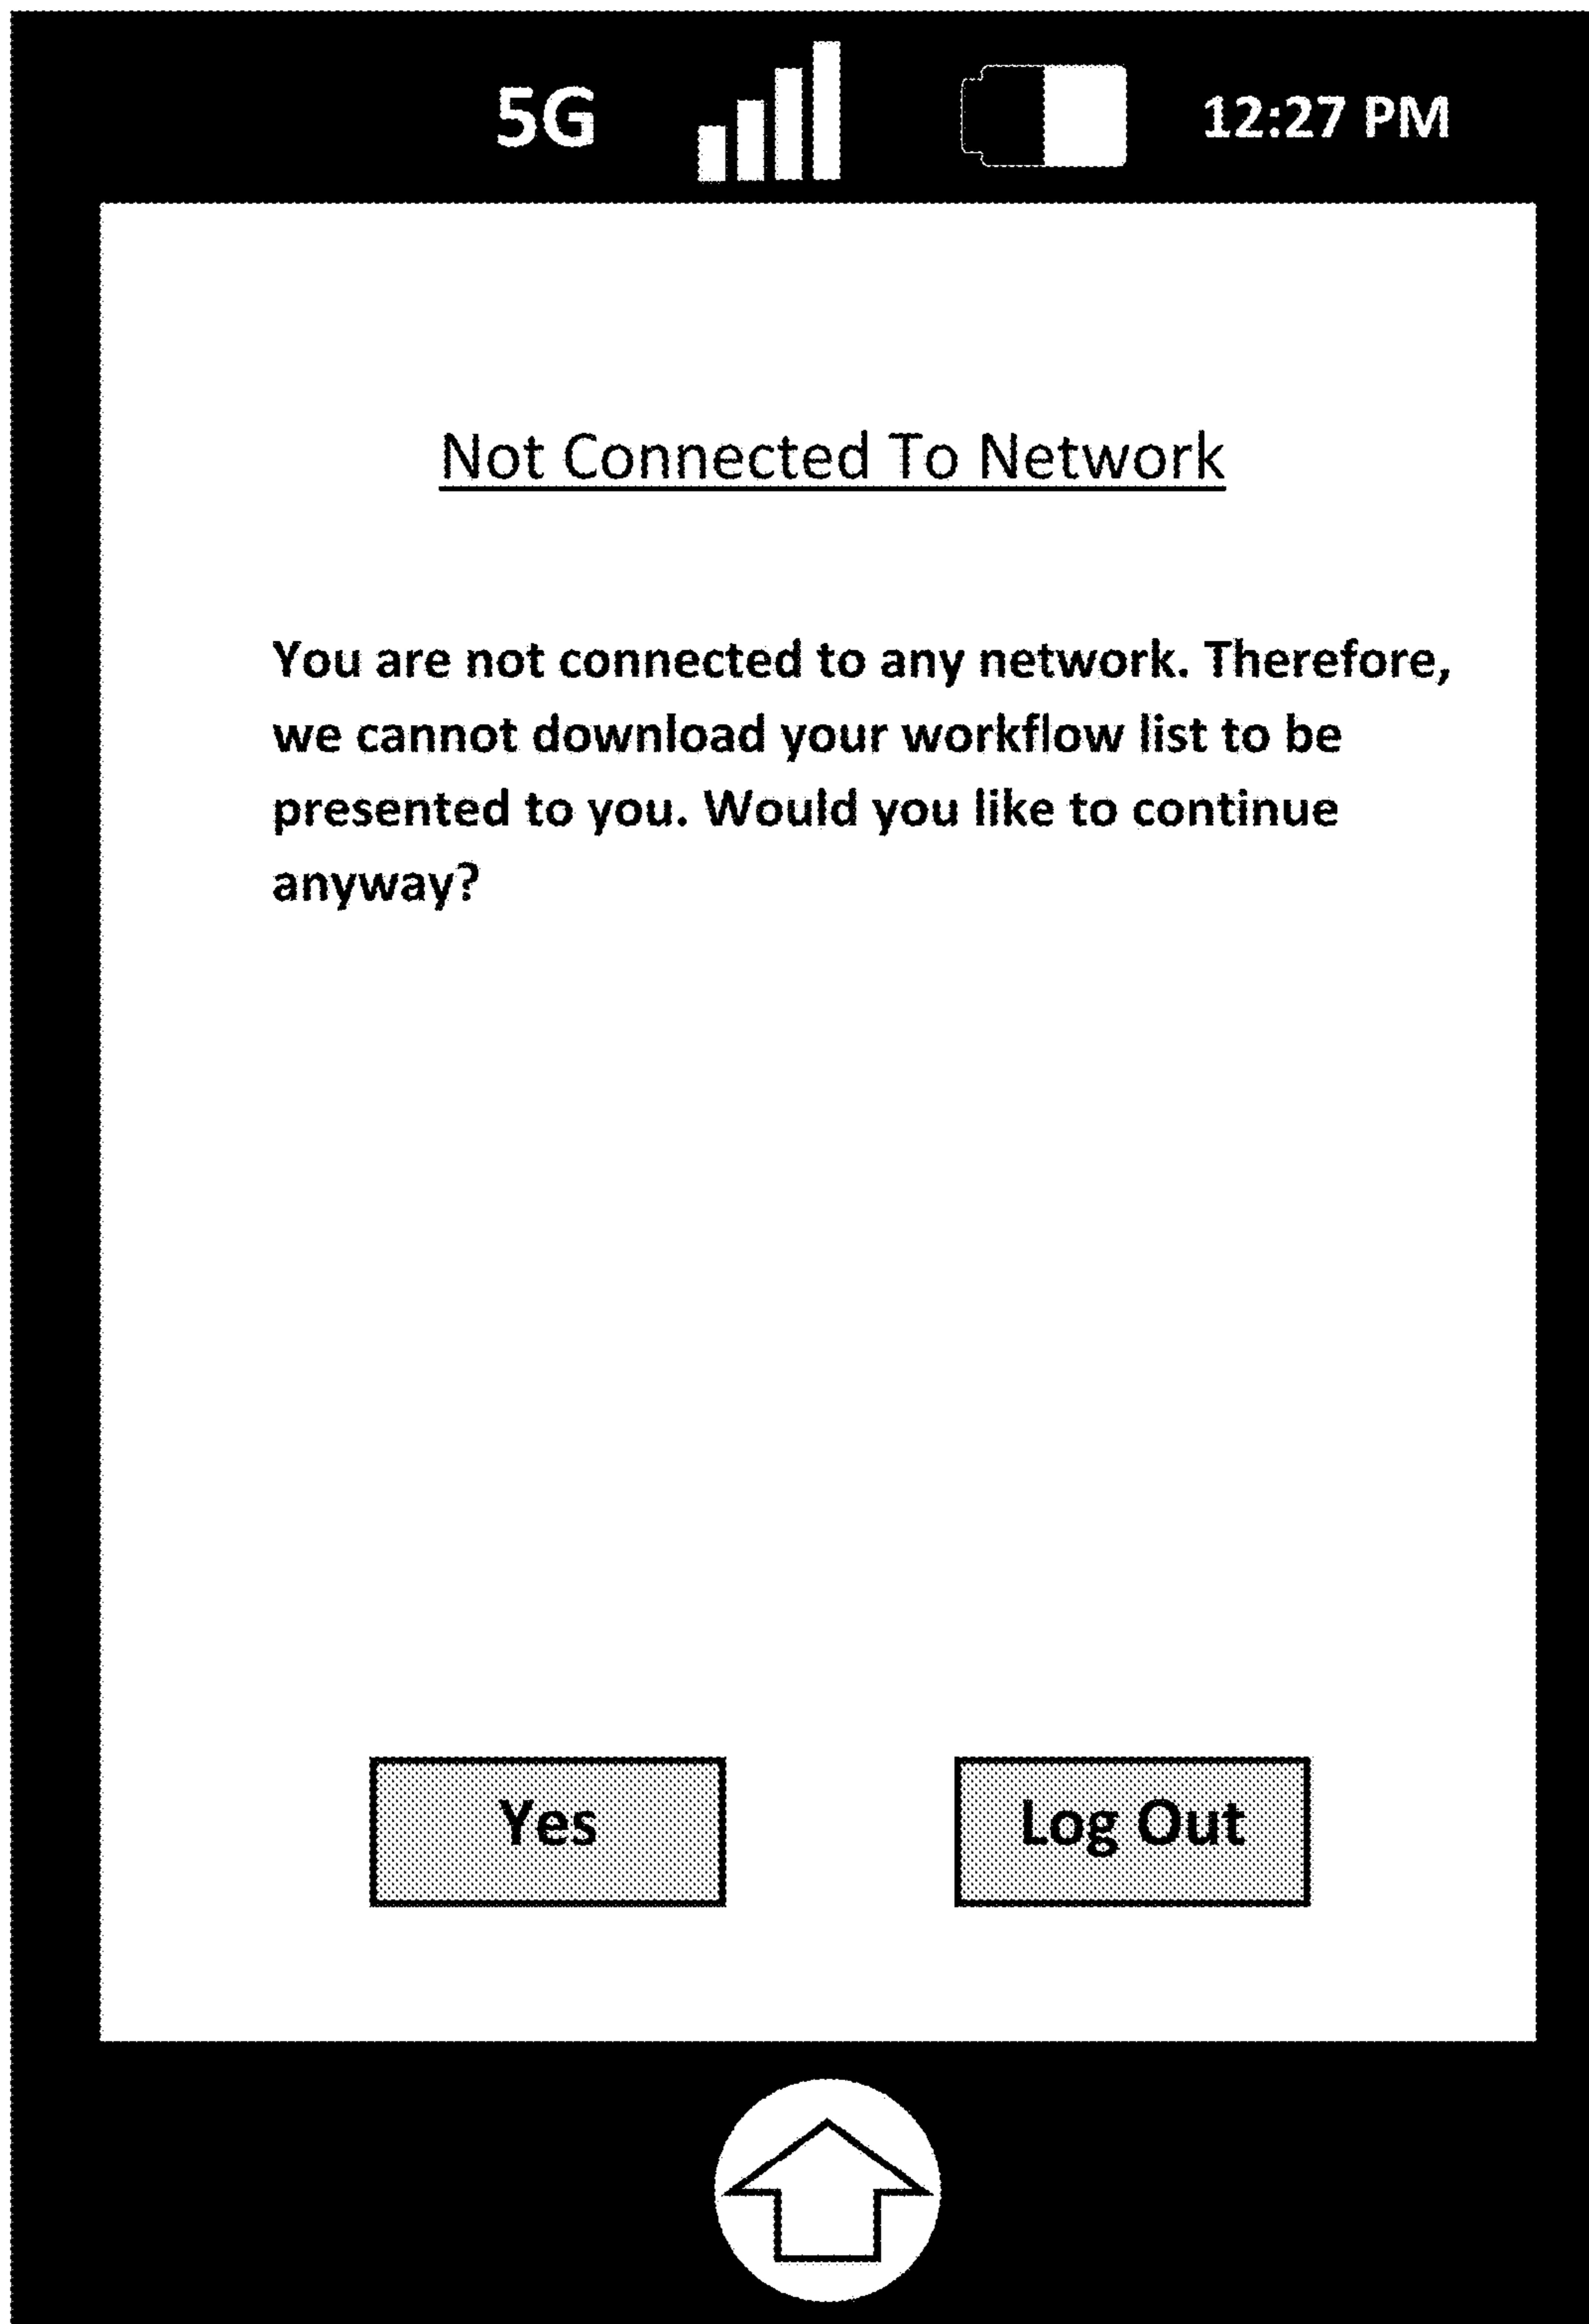 5G
12:27 PM
Not Connected To Network
You are not connected to any network. Therefore,
we cannot download your workflow list to be
presented to you. Would you like to continue
anyway?
Yes
Log Out